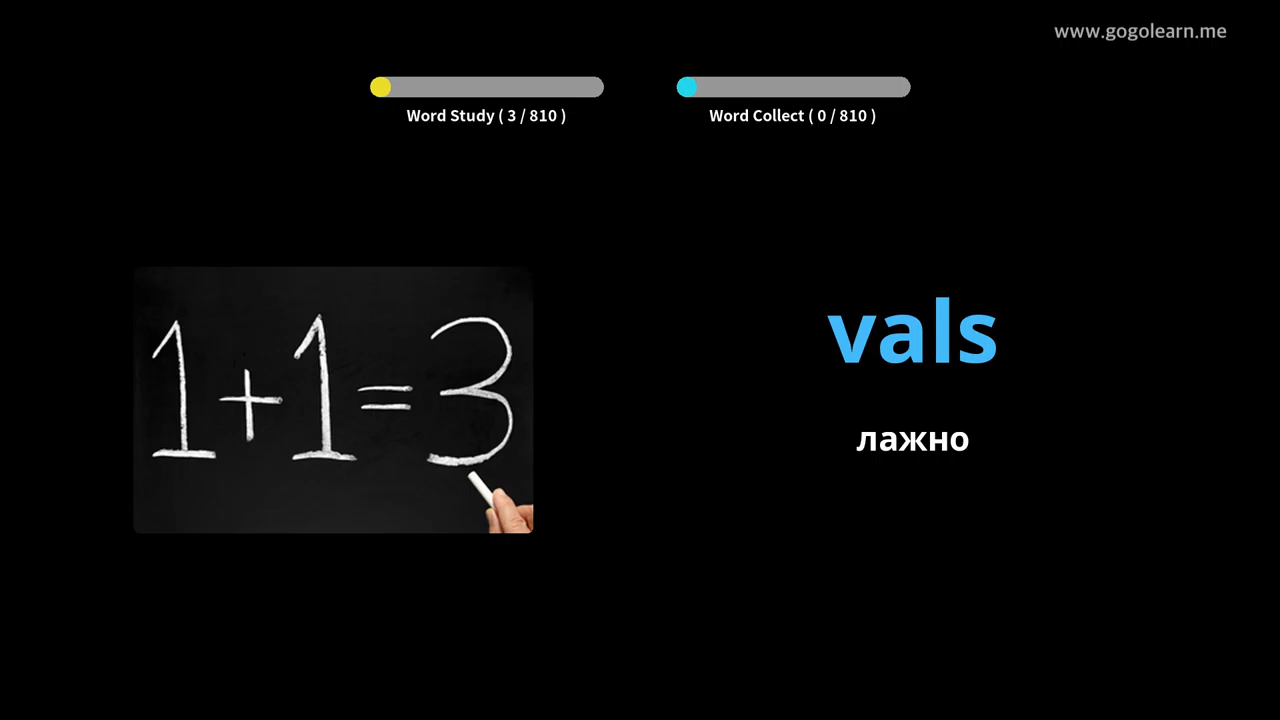 www.gogolearn.me
Word Study ( 3 / 810 )
Word Collect ( 0 / 810 )
1+1=3
vals
лажно